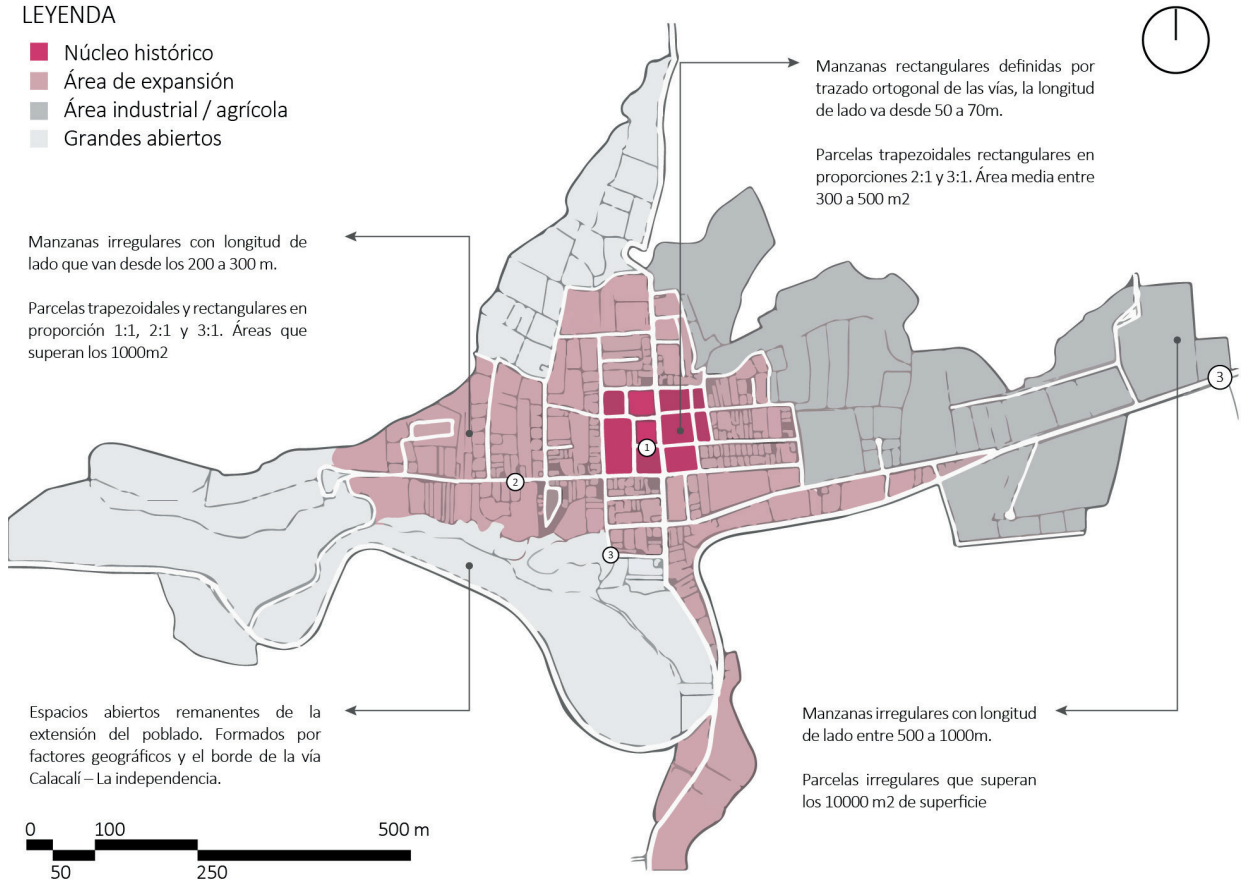 LEYENDA
Núcleo histórico
Área de expansión
Área industrial / agrícola
Grandes abiertos
Manzanas rectangulares definidas por
trazado ortogonal de las vías, la longitud
de lado va desde 50 a 70m.
Parcelas trapezoidales rectangulares en
proporciones 2:1 y 3:1. Área media entre
300 a 500 m2
Manzanas irregulares con longitud de
lado que van desde los 200 a 300 m.
Parcelas trapezoidales y rectangulares en
proporción 1:1, 2:1 y 3:1. Áreas que
superan los 1000m2
3
1
2
3
Espacios abiertos remanentes de la
extensión del poblado. Formados por
factores geográficos y el borde de la vía
Calacalí – La independencia.
Manzanas irregulares con longitud
de lado entre 500 a 1000m.
Parcelas irregulares que superan
los 10000 m2 de superficie
0 100 500 m
50 250